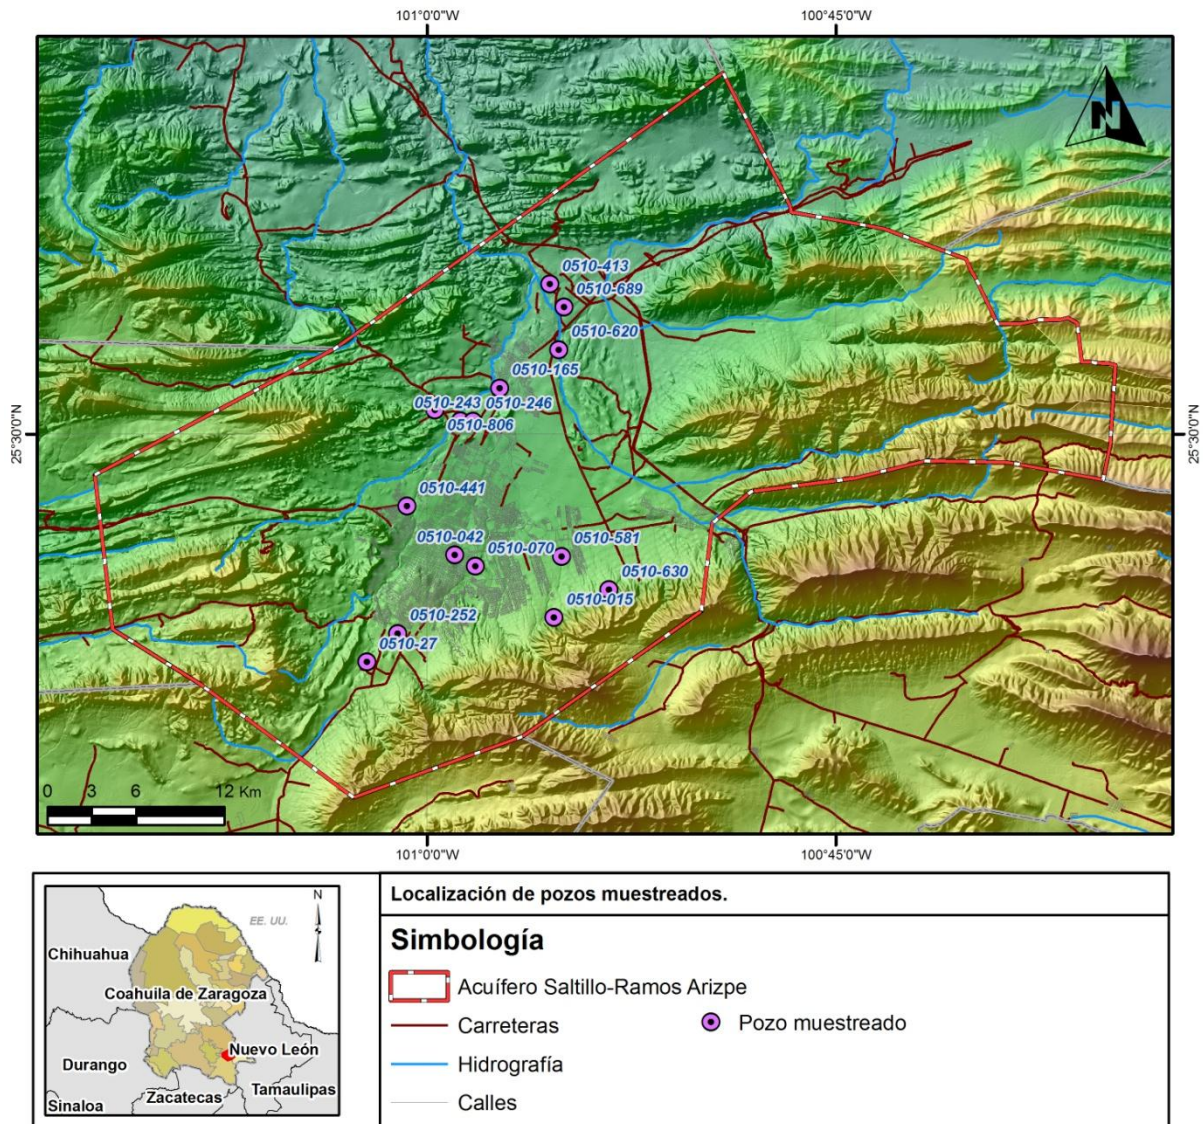 101°0'0"W
100°45'0"W
N
0510-413
0510-689
0510-620
0510-165
0510-243
0510-246
0510-806
25°30'0"N
25°30'0"N
0510-441
0510-042
0510-070
0510-581
0510-630
0510-015
0510-252
0510-27
0 3 6 12 Km
101°0'0"W
100°45'0"W
Localización de pozos muestreados.
Simbología
Acuífero Saltillo-Ramos Arizpe
Carreteras
Pozo muestreado
Hidrografía
Calles
N
EE. UU.
Chihuahua
Coahuila de Zaragoza
Nuevo León
Durango
Tamaulipas
Zacatecas
Sinaloa